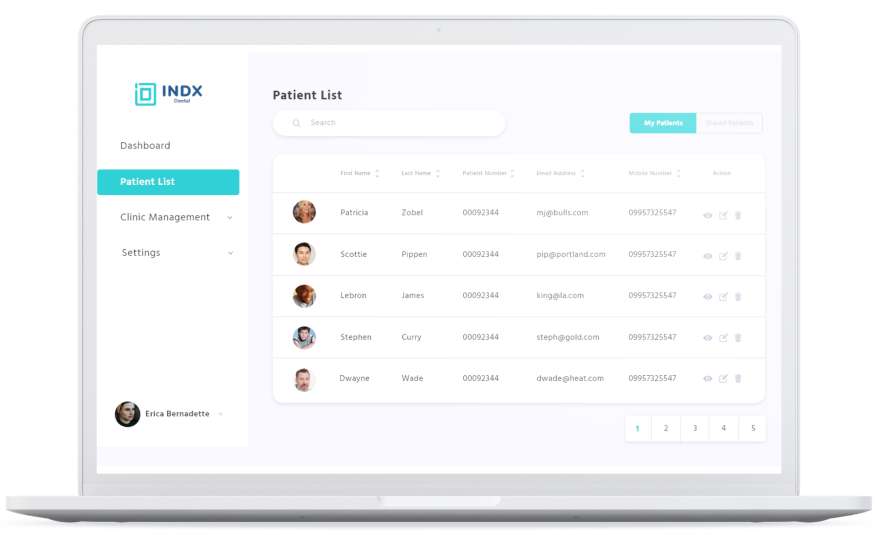 INDX
Dental
Patient List
Search
My Patients Shared Patients
Dashboard
Patient List
Clinic Management
Settings
First Name Last Name Patient Number Email Address Mobile Number Action
Patricia Zobel 00092344 mj@bulls.com 09957325547
Scottie Pippen 00092344 pip@portland.com 09957325547
Lebron James 00092344 king@la.com 09957325547
Stephen Curry 00092344 steph@gold.com 09957325547
Dwayne Wade 00092344 dwade@heat.com 09957325547
Erica Bernadette
1 2 3 4 5